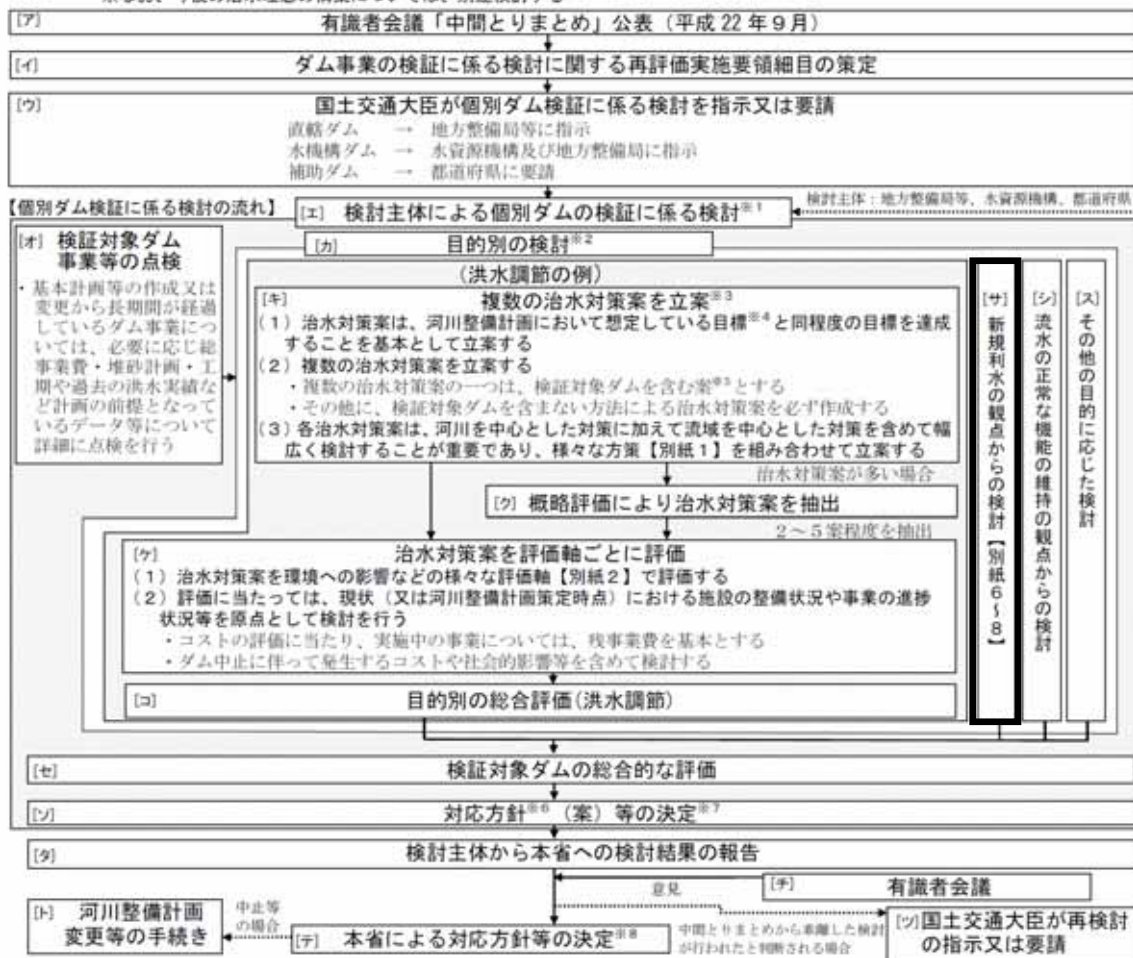 [ア] 有識者会議「中間とりまとめ」公表（平成22年９月）
[イ] ダム事業の検証に係る検討に関する再評価実施要領細目の策定
[ウ] 国土交通大臣が個別ダム検証に係る検討を指示又は要請
直轄ダム → 地方整備局等に指示
水機構ダム → 水資源機構及び地方整備局に指示
補助ダム → 都道府県に要請
【個別ダム検証に係る検討の流れ】
[エ] 検討主体による個別ダムの検証に係る検討※1
検討主体：地方整備局等、水資源機構、都道府県
[オ] 検証対象ダム
事業等の点検
・基本計画等の作成又は
変更から長期間が経過
しているダム事業につ
いては、必要に応じ総
事業費・堆砂計画・工
期や過去の洪水実績な
ど計画の前提となって
いるデータ等について
詳細に点検を行う
[カ] 目的別の検討※2
(洪水調節の例)
[キ] 複数の治水対策案を立案※3
(1) 治水対策案は、河川整備計画において想定している目標※4と同程度の目標を達成
することを基本として立案する
(2) 複数の治水対策案を立案する
・複数の治水対策案の一つは、検証対象ダムを含む案※5とする
・その他に、検証対象ダムを含まない方法による治水対策案を必ず作成する
(3) 各治水対策案は、河川を中心とした対策に加えて流域を中心とした対策を含めて幅
広く検討することが重要であり、様々な方策【別紙１】を組み合わせて立案する
治水対策案が多い場合
[ク] 概略評価により治水対策案を抽出
２～５案程度を抽出
[ケ] 治水対策案を評価軸ごとに評価
(1) 治水対策案を環境への影響などの様々な評価軸【別紙２】で評価する
(2) 評価に当たっては、現状（又は河川整備計画策定時点）における施設の整備状況や事業の進捗
状況等を原点として検討を行う
・コストの評価に当たり、実施中の事業については、残事業費を基本とする
・ダム中止に伴って発生するコストや社会的影響等を含めて検討する
[コ] 目的別の総合評価(洪水調節)
[サ] 新規利水の観点からの検討【別紙６～８】
[シ] 流水の正常な機能の維持の観点からの検討
[ス] その他の目的に応じた検討
[セ] 検証対象ダムの総合的な評価
[ソ] 対応方針※6（案）等の決定※7
[タ] 検討主体から本省への検討結果の報告
[チ] 有識者会議
意見
[ツ] 国土交通大臣が再検討
の指示又は要請
[テ] 本省による対応方針等の決定※8
中間とりまとめから乖離した検討
が行われたと判断される場合
中止等
の場合
[ト] 河川整備計画
変更等の手続き